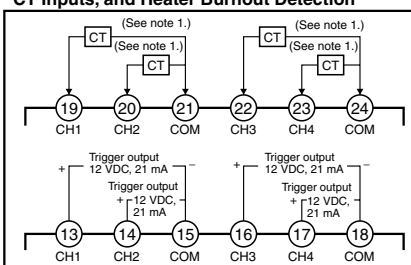 CT Inputs, and Heater Burnout Detection
(See note 1.) (See note 1.)
CT (See note 1.) CT (See note 1.)
CT CT
19 20 21 22 23 24
CH1 CH2 COM CH3 CH4 COM
Trigger output Trigger output
+ 12 VDC, 21 mA − + 12 VDC, 21 mA −
Trigger output Trigger output
+ 12 VDC, + 12 VDC,
21 mA 21 mA
13 14 15 16 17 18
CH1 CH2 COM CH3 CH4 COM